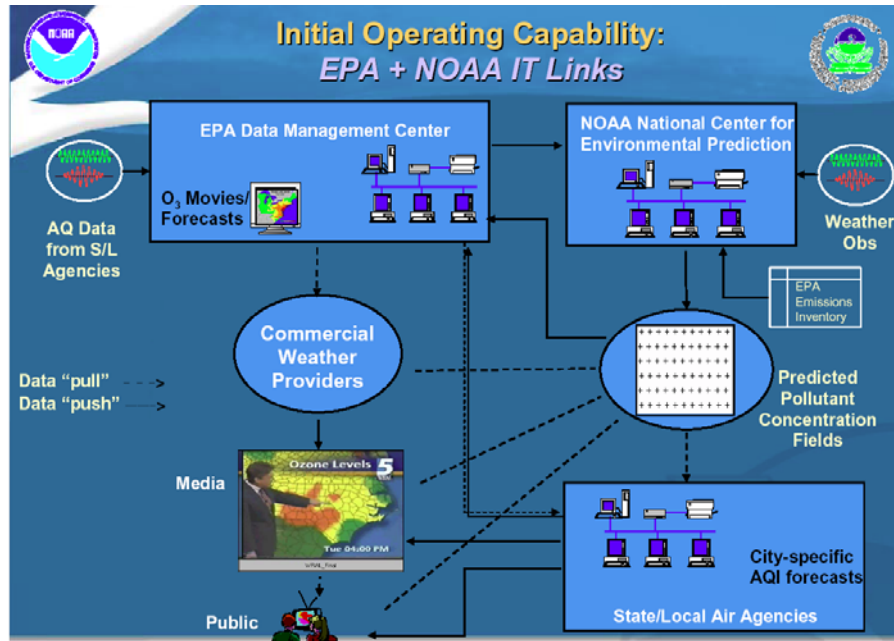 Initial Operating Capability:
EPA + NOAA IT Links
NOAA
EPA Data Management Center
O₃ Movies/
Forecasts
NOAA National Center for
Environmental Prediction
AQ Data
from S/L
Agencies
Weather
Obs
EPA
Emissions
Inventory
Commercial
Weather
Providers
Data “pull”
Data “push”
Predicted
Pollutant
Concentration
Fields
Media
Ozone Levels 5
Tue 04:00 PM
City-specific
AQI forecasts
State/Local Air Agencies
Public